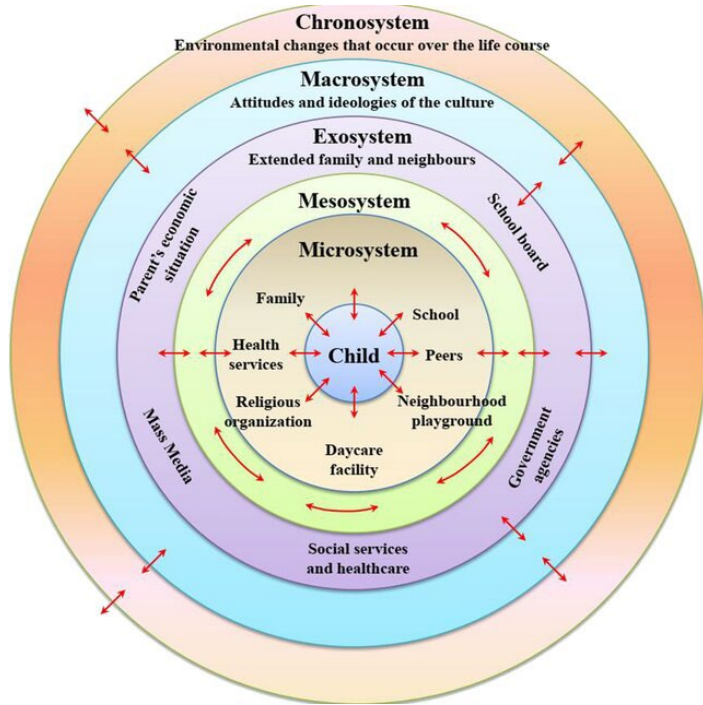 Chronosystem
Environmental changes that occur over the life course
Macrosystem
Attitudes and ideologies of the culture
Exosystem
Extended family and neighbours
Parent's economic
situation
School board
Mesosystem
Microsystem
Family
School
Health
services
Child
Peers
Religious
organization
Neighbourhood
playground
Daycare
facility
Mass Media
Government
agencies
Social services
and healthcare